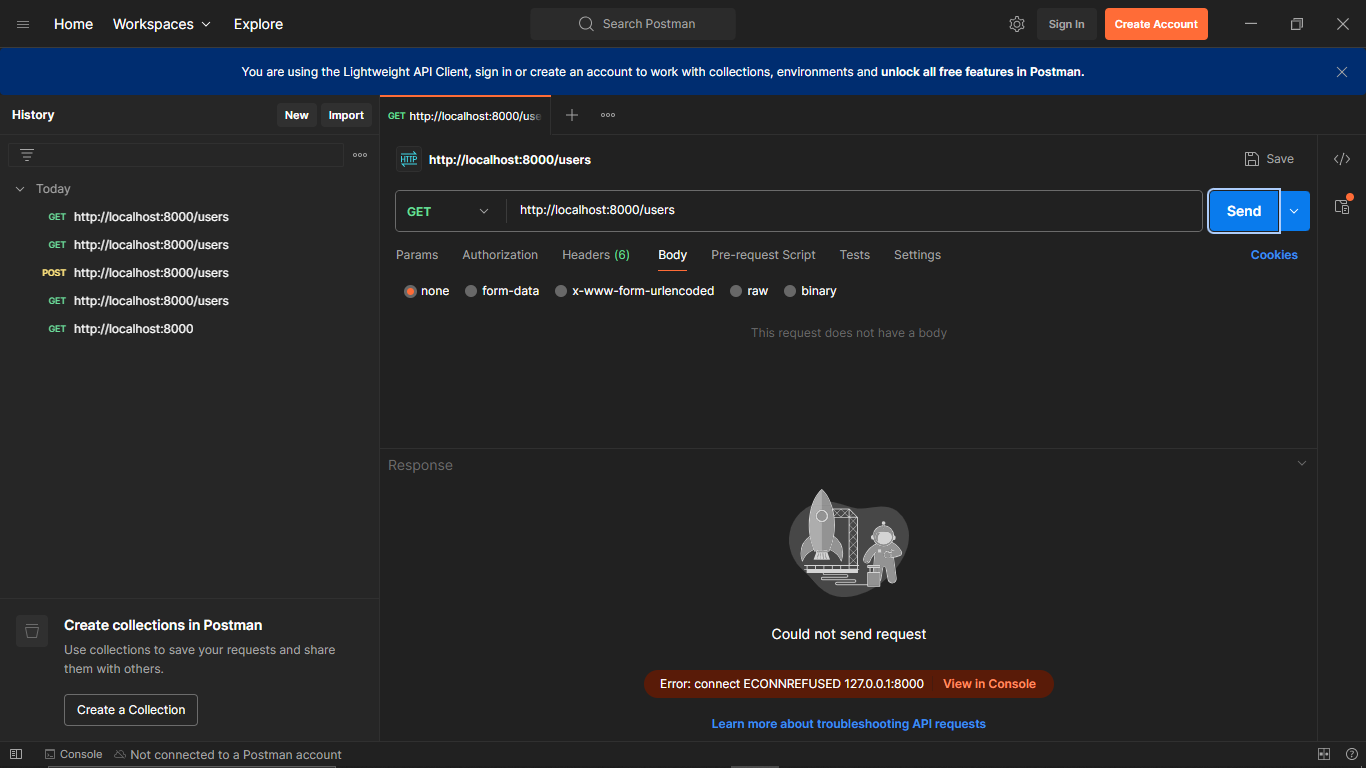 Home Workspaces Explore Search Postman Sign In Create Account
You are using the Lightweight API Client, sign in or create an account to work with collections, environments and unlock all free features in Postman.
History New Import
GET http://localhost:8000/use
Today
GET http://localhost:8000/users
GET http://localhost:8000/users
POST http://localhost:8000/users
GET http://localhost:8000/users
GET http://localhost:8000
Create collections in Postman
Use collections to save your requests and share
them with others.
Create a Collection
HTTP http://localhost:8000/users Save
GET http://localhost:8000/users Send
Params Authorization Headers (6) Body Pre-request Script Tests Settings Cookies
none form-data x-www-form-urlencoded raw binary
This request does not have a body
Response
Could not send request
Error: connect ECONNREFUSED 127.0.0.1:8000 View in Console
Learn more about troubleshooting API requests
Console Not connected to a Postman account